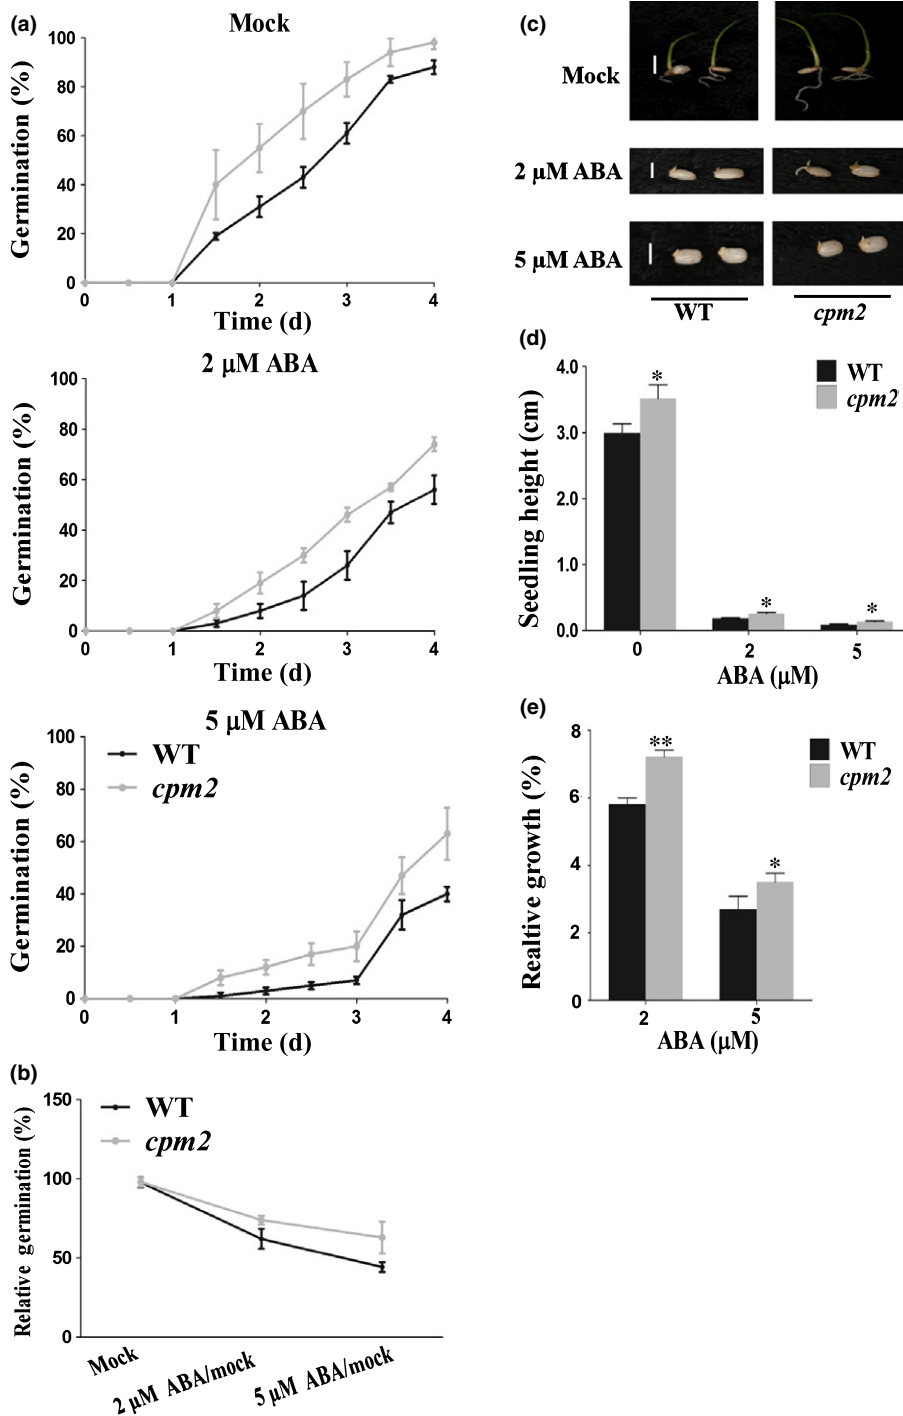 (a)
Mock
Germination (%)
100
80
60
40
20
0
0 1 2 3 4
Time (d)
2 μM ABA
Germination (%)
100
80
60
40
20
0
0 1 2 3 4
Time (d)
5 μM ABA
WT
cpm2
Germination (%)
100
80
60
40
20
0
0 1 2 3 4
Time (d)
(b)
WT
cpm2
Relative germination (%)
150
100
50
0
Mock
2 μM ABA/mock
5 μM ABA/mock
(c)
Mock
2 μM ABA
5 μM ABA
WT cpm2
(d)
WT
cpm2
Seedling height (cm)
4.0
3.0
2.0
1.0
0.0
*
*
*
0 2 5
ABA (μM)
(e)
WT
cpm2
Realtive growth (%)
8
6
4
2
0
**
*
2 5
ABA (μM)